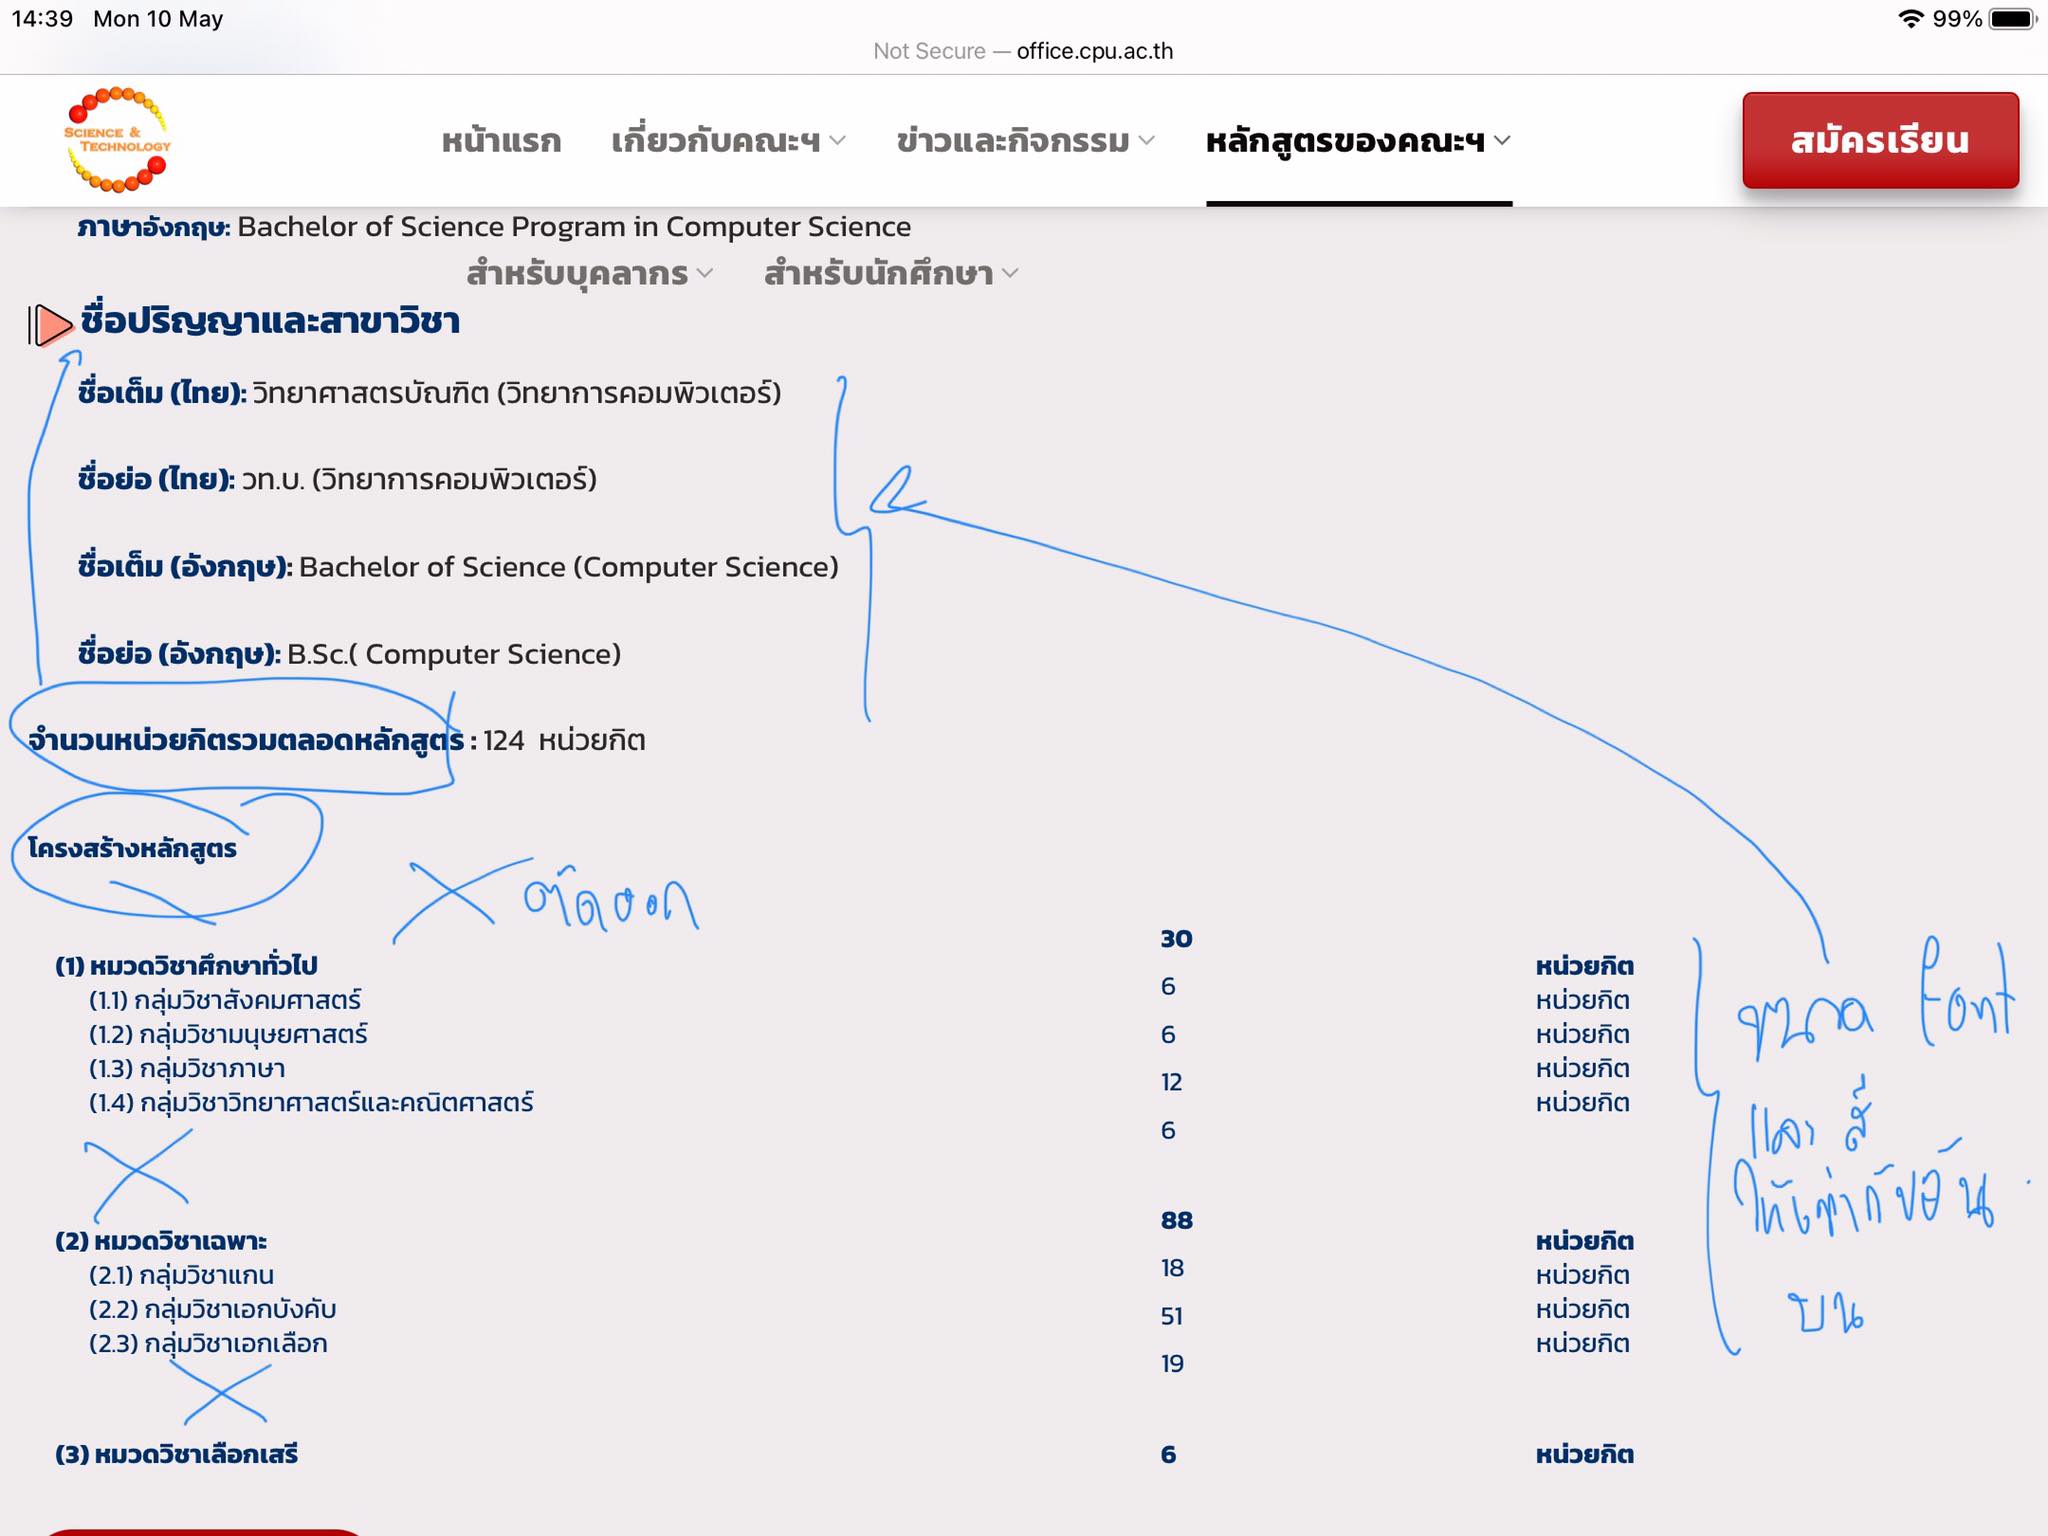 14:39 Mon 10 May 99%
Not Secure — office.cpu.ac.th
SCIENCE & TECHNOLOGY
หน้าแรก เกี่ยวกับคณะฯ ข่าวและกิจกรรม หลักสูตรของคณะฯ สมัครเรียน
ภาษาอังกฤษ: Bachelor of Science Program in Computer Science
สำหรับบุคลากร สำหรับนักศึกษา
ชื่อปริญญาและสาขาวิชา
ชื่อเต็ม (ไทย): วิทยาศาสตรบัณฑิต (วิทยาการคอมพิวเตอร์)
ชื่อย่อ (ไทย): วท.บ. (วิทยาการคอมพิวเตอร์)
ชื่อเต็ม (อังกฤษ): Bachelor of Science (Computer Science)
ชื่อย่อ (อังกฤษ): B.Sc.( Computer Science)
จำนวนหน่วยกิตรวมตลอดหลักสูตร : 124 หน่วยกิต
โครงสร้างหลักสูตร
ตัดออก
(1) หมวดวิชาศึกษาทั่วไป 30 หน่วยกิต
(1.1) กลุ่มวิชาสังคมศาสตร์ 6 หน่วยกิต
(1.2) กลุ่มวิชามนุษยศาสตร์ 6 หน่วยกิต
(1.3) กลุ่มวิชาภาษา 12 หน่วยกิต
(1.4) กลุ่มวิชาวิทยาศาสตร์และคณิตศาสตร์ 6 หน่วยกิต
ขนาด font
และ สี
ให้เท่ากับอัน
บน
(2) หมวดวิชาเฉพาะ 88 หน่วยกิต
(2.1) กลุ่มวิชาแกน 18 หน่วยกิต
(2.2) กลุ่มวิชาเอกบังคับ 51 หน่วยกิต
(2.3) กลุ่มวิชาเอกเลือก 19 หน่วยกิต
(3) หมวดวิชาเลือกเสรี 6 หน่วยกิต